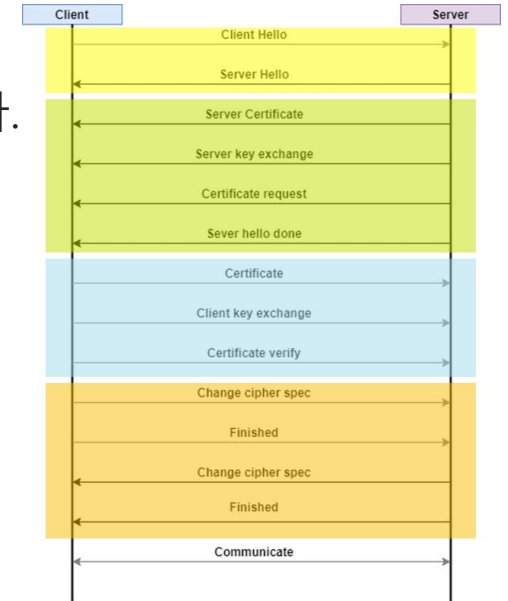 Client Server
Client Hello
Server Hello
Server Certificate
Server key exchange
Certificate request
Sever hello done
Certificate
Client key exchange
Certificate verify
Change cipher spec
Finished
Change cipher spec
Finished
Communicate